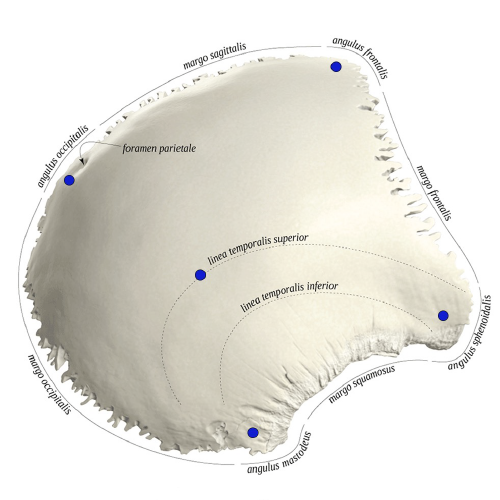 angulus frontalis
margo sagittalis
angulus occipitalis
foramen parietale
margo frontalis
linea temporalis superior
linea temporalis inferior
angulus sphenoidalis
margo squamosus
margo occipitalis
angulus mastodeus